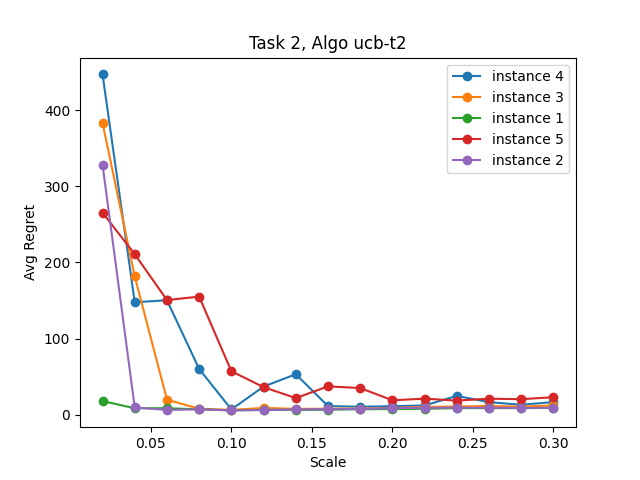 Task 2, Algo ucb-t2
instance 4
instance 3
instance 1
instance 5
instance 2
400
300
200
100
0
Avg Regret
0.05 0.10 0.15 0.20 0.25 0.30
Scale